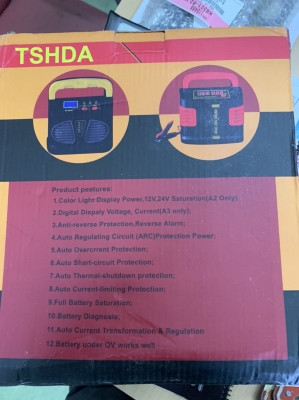 TSHDA
Product peatures:
1,Color Light Display Power,12V,24V Saturation(A2 Only)
2.Digital Dispaly Voltage, Current(A3 only);
3.Anti-reverse Protection,Reverse Alarm;
4.Auto Regulating Circuit (ARC)Protection Power;
5.Auto Overcrrent Protection;
6.Auto Shart-circuit Protection;
7.Auto Thermal-shutdown protection;
8.Auto Current-limiting Protection;
9.Full Battery Saturation;
10.Battery Diagnosis;
11.Auto Current Transformation & Regulation
12.Battery under OV works well